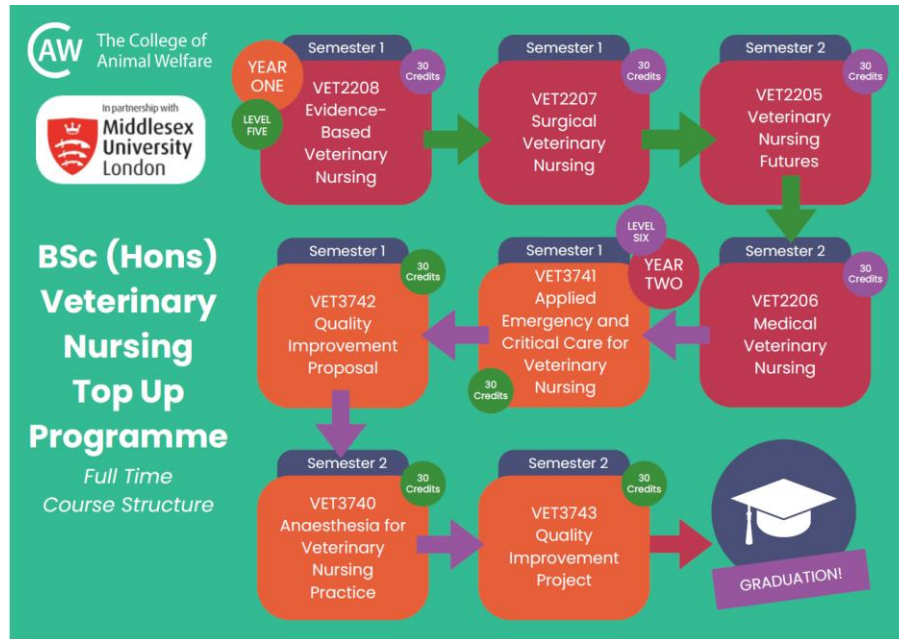 CAW
The College of
Animal Welfare
In partnership with
Middlesex
University
London
BSc (Hons)
Veterinary
Nursing
Top Up
Programme
Full Time
Course Structure
YEAR
ONE
LEVEL
FIVE
Semester 1
30
Credits
VET2208
Evidence-
Based
Veterinary
Nursing
Semester 1
30
Credits
VET2207
Surgical
Veterinary
Nursing
Semester 2
30
Credits
VET2205
Veterinary
Nursing
Futures
Semester 2
30
Credits
VET2206
Medical
Veterinary
Nursing
LEVEL
SIX
YEAR
TWO
Semester 1
VET3741
Applied
Emergency and
Critical Care for
Veterinary
Nursing
30
Credits
Semester 1
30
Credits
VET3742
Quality
Improvement
Proposal
Semester 2
30
Credits
VET3740
Anaesthesia for
Veterinary
Nursing
Practice
Semester 2
30
Credits
VET3743
Quality
Improvement
Project
GRADUATION!